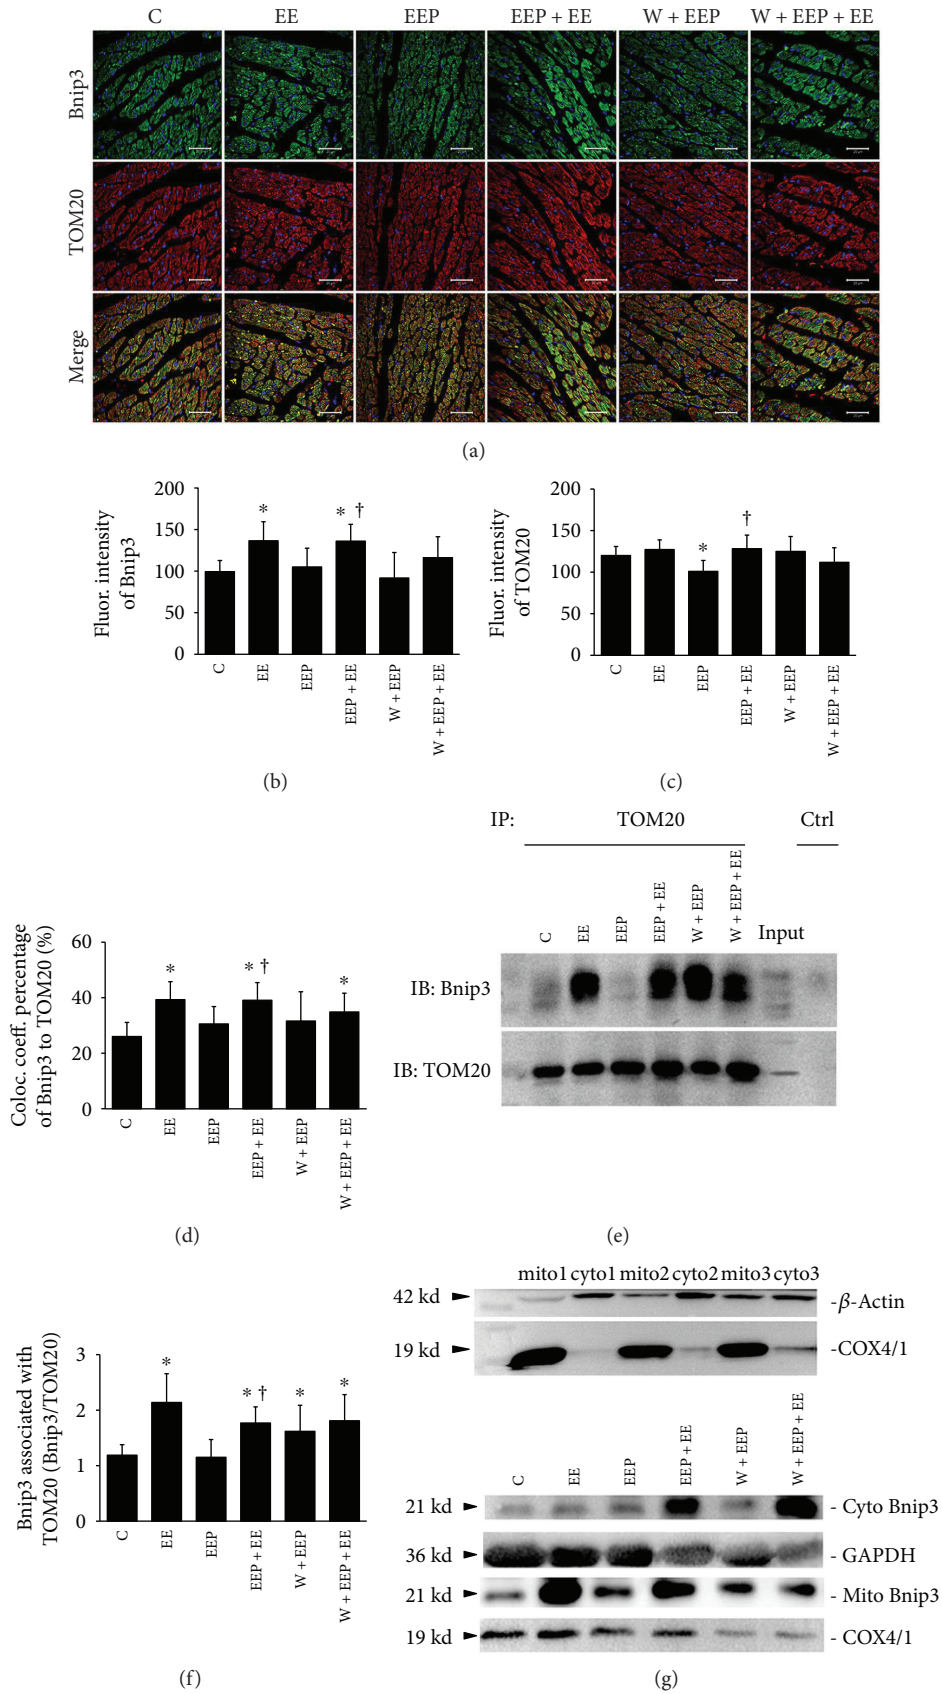 C EE EEP EEP + EE W + EEP W + EEP + EE
Bnip3
TOM20
Merge
(a)
Fluor. intensity
of Bnip3
200
150
100
50
0
* * †
C EE EEP EEP + EE W + EEP W + EEP + EE
(b)
Fluor. intensity
of TOM20
200
150
100
50
0
* †
C EE EEP EEP + EE W + EEP W + EEP + EE
(c)
Coloc. coeff. percentage
of Bnip3 to TOM20 (%)
60
40
20
0
* * † *
C EE EEP EEP + EE W + EEP W + EEP + EE
(d)
IP: TOM20 Ctrl
C EE EEP EEP + EE W + EEP W + EEP + EE Input
IB: Bnip3
IB: TOM20
(e)
Bnip3 associated with
TOM20 (Bnip3/TOM20)
3
2
1
0
* * † * *
C EE EEP EEP + EE W + EEP W + EEP + EE
(f)
mito1 cyto1 mito2 cyto2 mito3 cyto3
42 kd -β-Actin
19 kd -COX4/1
C EE EEP EEP + EE W + EEP W + EEP + EE
21 kd - Cyto Bnip3
36 kd - GAPDH
21 kd - Mito Bnip3
19 kd - COX4/1
(g)